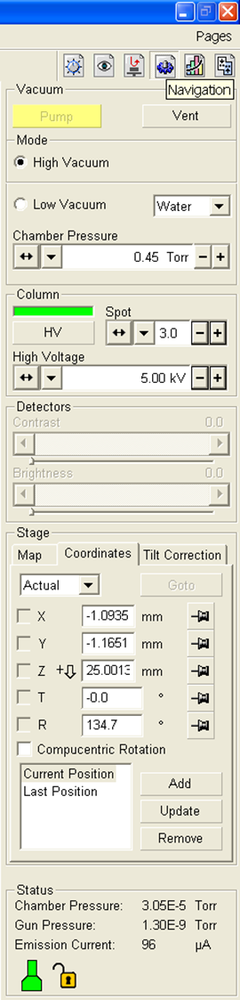 Pages
Navigation
Vacuum
Pump Vent
Mode
High Vacuum
Low Vacuum Water
Chamber Pressure
0.45 Torr
Column
Spot
HV 3.0
High Voltage
5.00 kV
Detectors
Contrast 0.0
Brightness 0.0
Stage
Map Coordinates Tilt Correction
Actual Goto
X -1.0935 mm
Y -1.1651 mm
Z 25.0013 mm
T -0.0 °
R 134.7 °
Compucentric Rotation
Current Position
Last Position
Add
Update
Remove
Status
Chamber Pressure: 3.05E-5 Torr
Gun Pressure: 1.30E-9 Torr
Emission Current: 96 µA